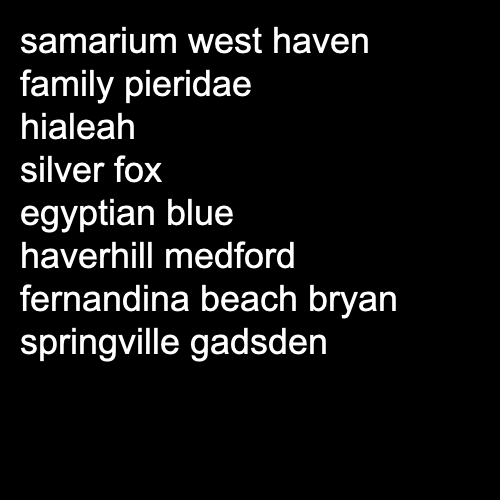 samarium west haven
family pieridae
hialeah
silver fox
egyptian blue
haverhill medford
fernandina beach bryan
springville gadsden